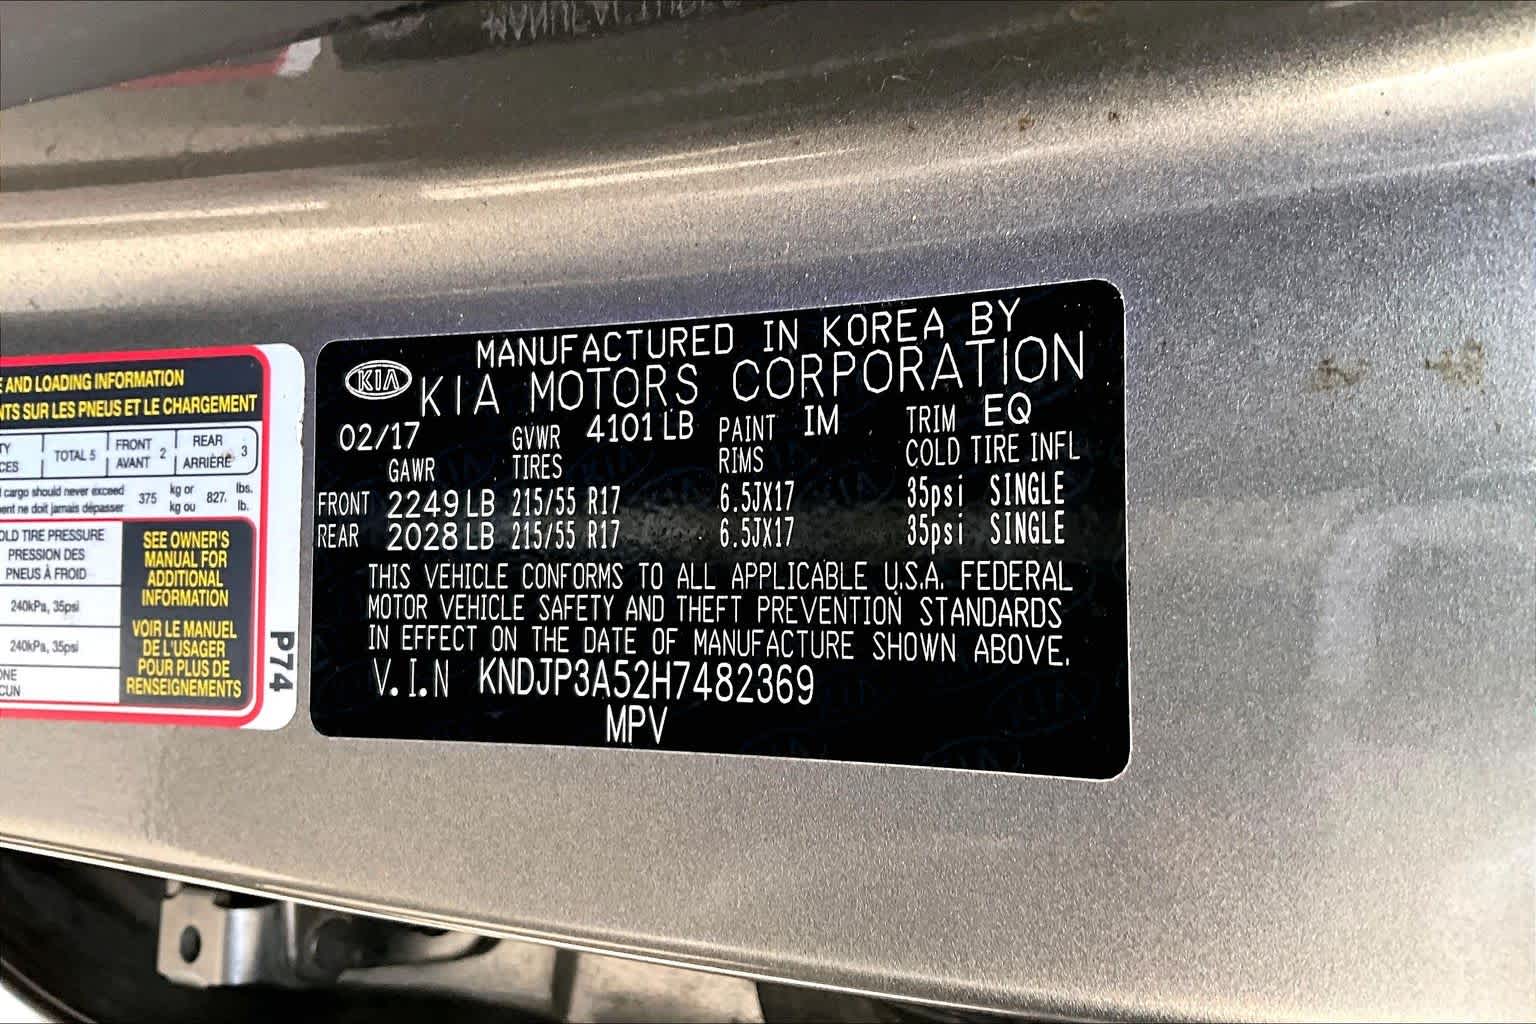 E AND LOADING INFORMATION
NTS SUR LES PNEUS ET LE CHARGEMENT
TY TOTAL 5 FRONT 2 REAR 3
CES AVANT ARRIÈRE
cargo should never exceed 375 kg or 827. lbs.
ent ne doit jamais dépasser kg ou lb.
OLD TIRE PRESSURE
PRESSION DES
PNEUS À FROID
240kPa, 35psi
240kPa, 35psi
ONE
CUN
SEE OWNER'S
MANUAL FOR
ADDITIONAL
INFORMATION
VOIR LE MANUEL
DE L'USAGER
POUR PLUS DE
RENSEIGNEMENTS
P74
MANUFACTURED IN KOREA BY
KIA KIA MOTORS CORPORATION
02/17 GVWR 4101 LB PAINT IM TRIM EQ
GAWR TIRES RIMS COLD TIRE INFL
FRONT 2249 LB 215/55 R17 6.5JX17 35psi SINGLE
REAR 2028 LB 215/55 R17 6.5JX17 35psi SINGLE
THIS VEHICLE CONFORMS TO ALL APPLICABLE U.S.A. FEDERAL
MOTOR VEHICLE SAFETY AND THEFT PREVENTION STANDARDS
IN EFFECT ON THE DATE OF MANUFACTURE SHOWN ABOVE.
V.I.N KNDJP3A52H7482369
MPV